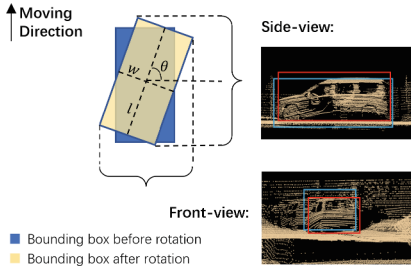 Moving
Direction
Side-view:
w
θ
l
Front-view:
Bounding box before rotation
Bounding box after rotation